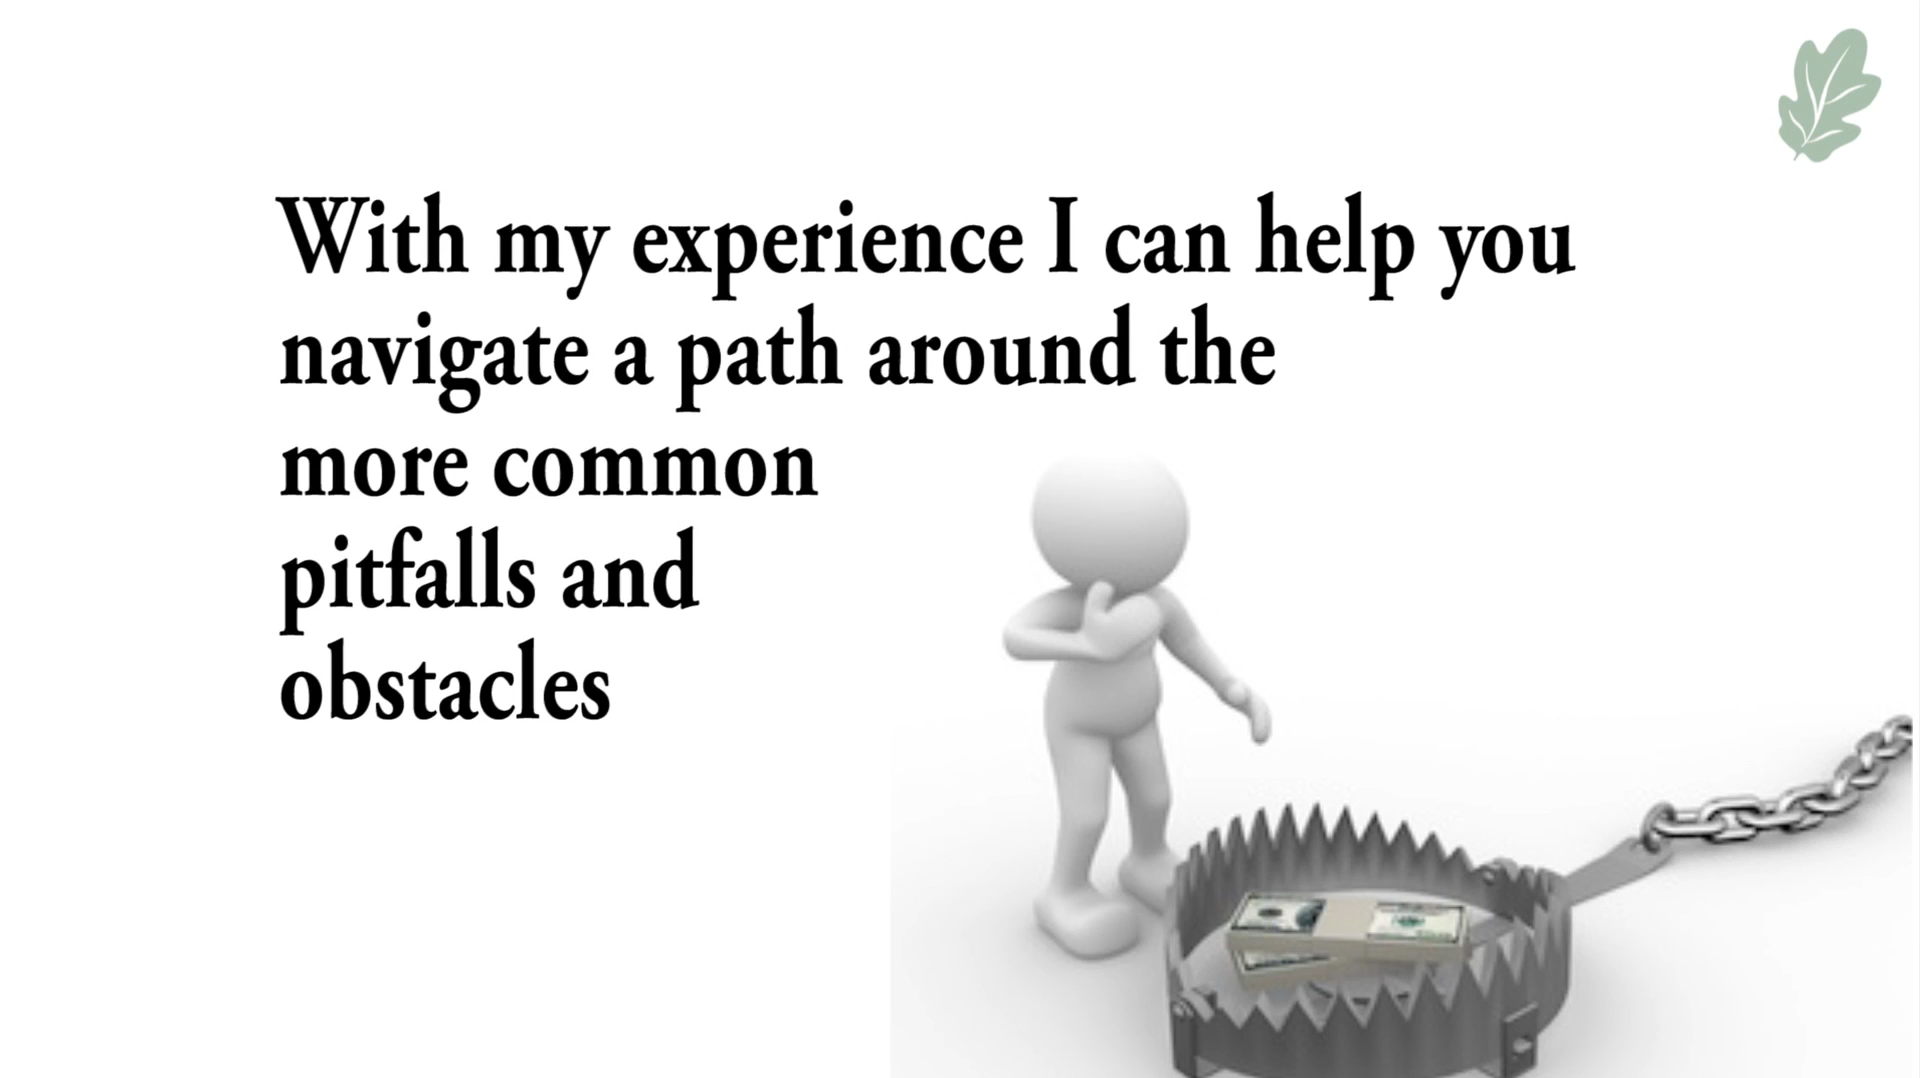 With my experience I can help you
navigate a path around the
more common
pitfalls and
obstacles